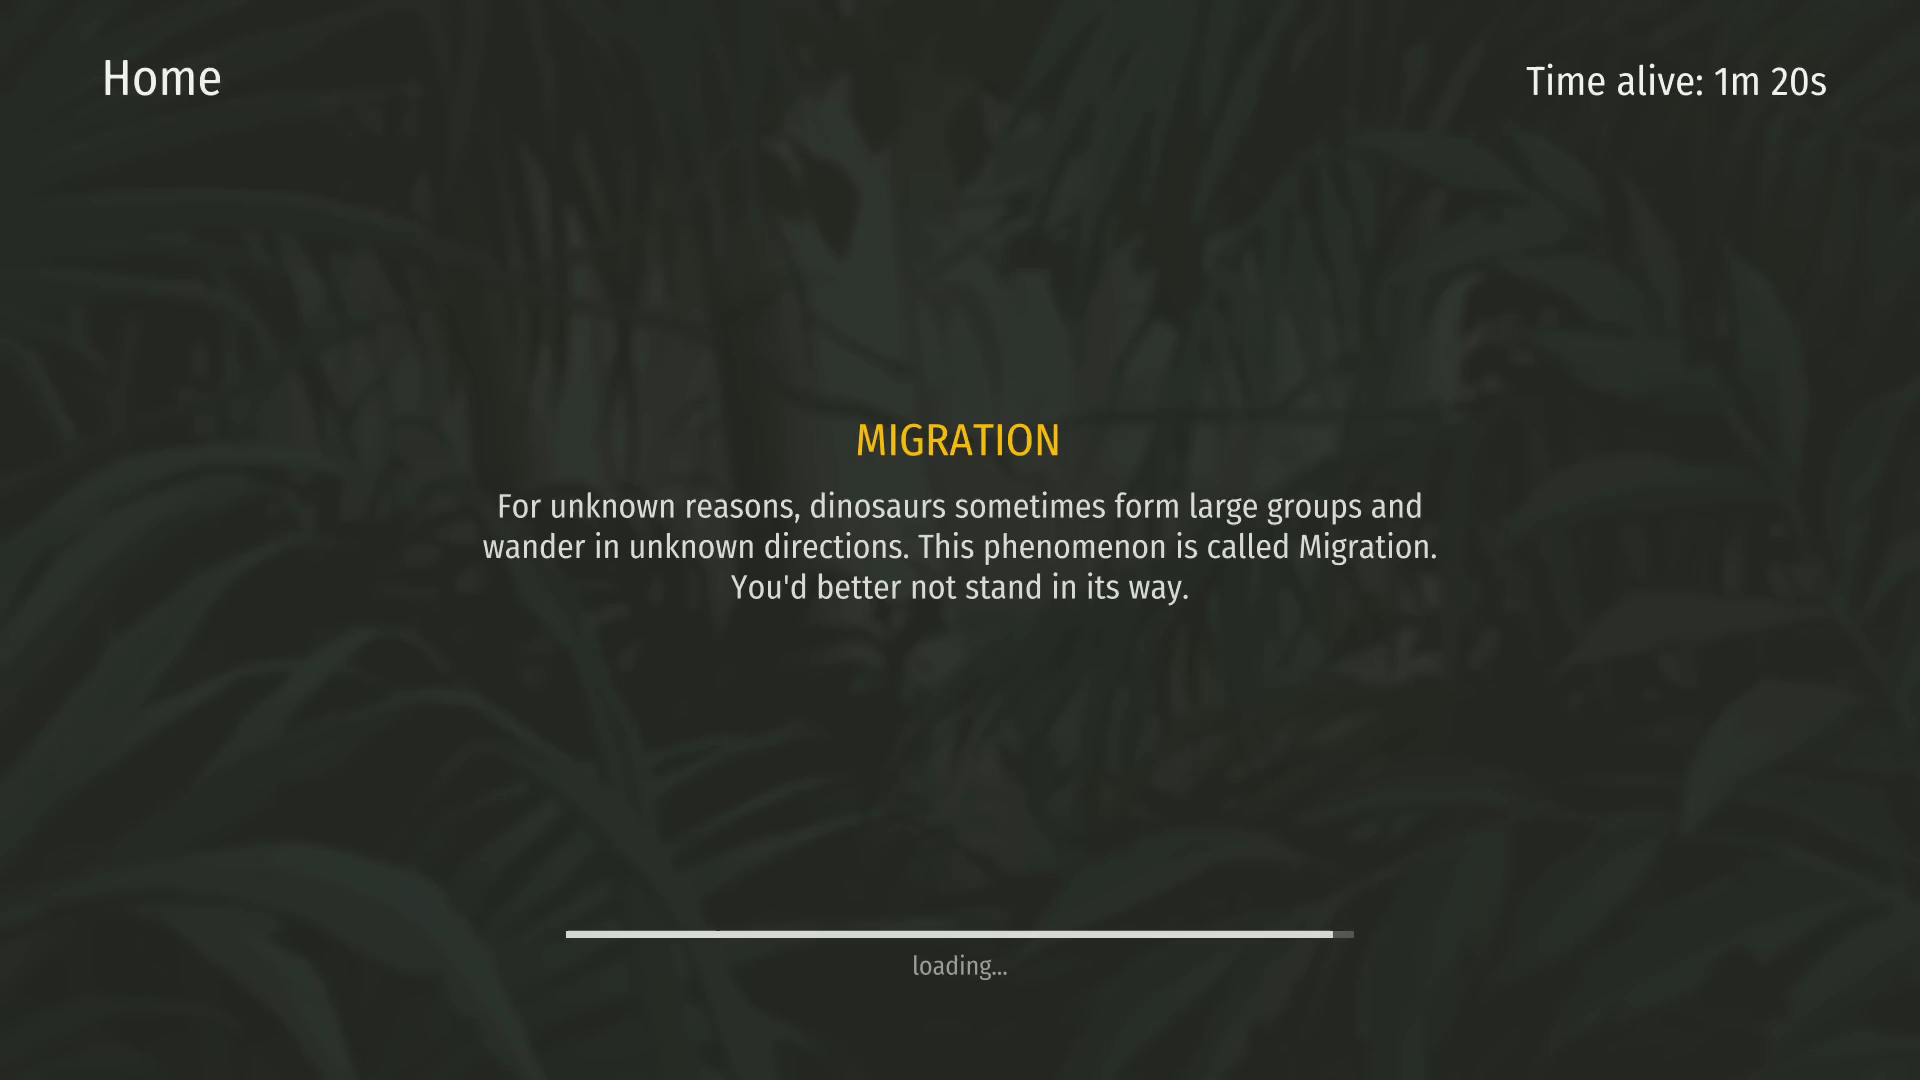 Home
Time alive: 1m 20s
MIGRATION
For unknown reasons, dinosaurs sometimes form large groups and
wander in unknown directions. This phenomenon is called Migration.
You'd better not stand in its way.
loading...